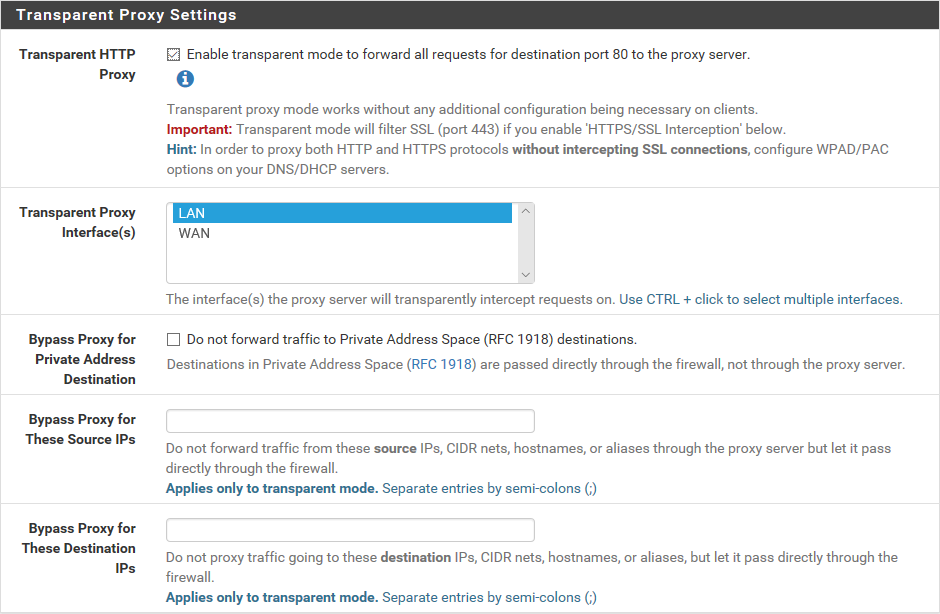 Transparent Proxy Settings
Transparent HTTP Proxy
Enable transparent mode to forward all requests for destination port 80 to the proxy server.
Transparent proxy mode works without any additional configuration being necessary on clients.
Important: Transparent mode will filter SSL (port 443) if you enable 'HTTPS/SSL Interception' below.
Hint: In order to proxy both HTTP and HTTPS protocols without intercepting SSL connections, configure WPAD/PAC
options on your DNS/DHCP servers.
Transparent Proxy
Interface(s)
LAN
WAN
The interface(s) the proxy server will transparently intercept requests on. Use CTRL + click to select multiple interfaces.
Bypass Proxy for
Private Address
Destination
Do not forward traffic to Private Address Space (RFC 1918) destinations.
Destinations in Private Address Space (RFC 1918) are passed directly through the firewall, not through the proxy server.
Bypass Proxy for
These Source IPs
Do not forward traffic from these source IPs, CIDR nets, hostnames, or aliases through the proxy server but let it pass
directly through the firewall.
Applies only to transparent mode. Separate entries by semi-colons (;)
Bypass Proxy for
These Destination
IPs
Do not proxy traffic going to these destination IPs, CIDR nets, hostnames, or aliases, but let it pass directly through the
firewall.
Applies only to transparent mode. Separate entries by semi-colons (;)